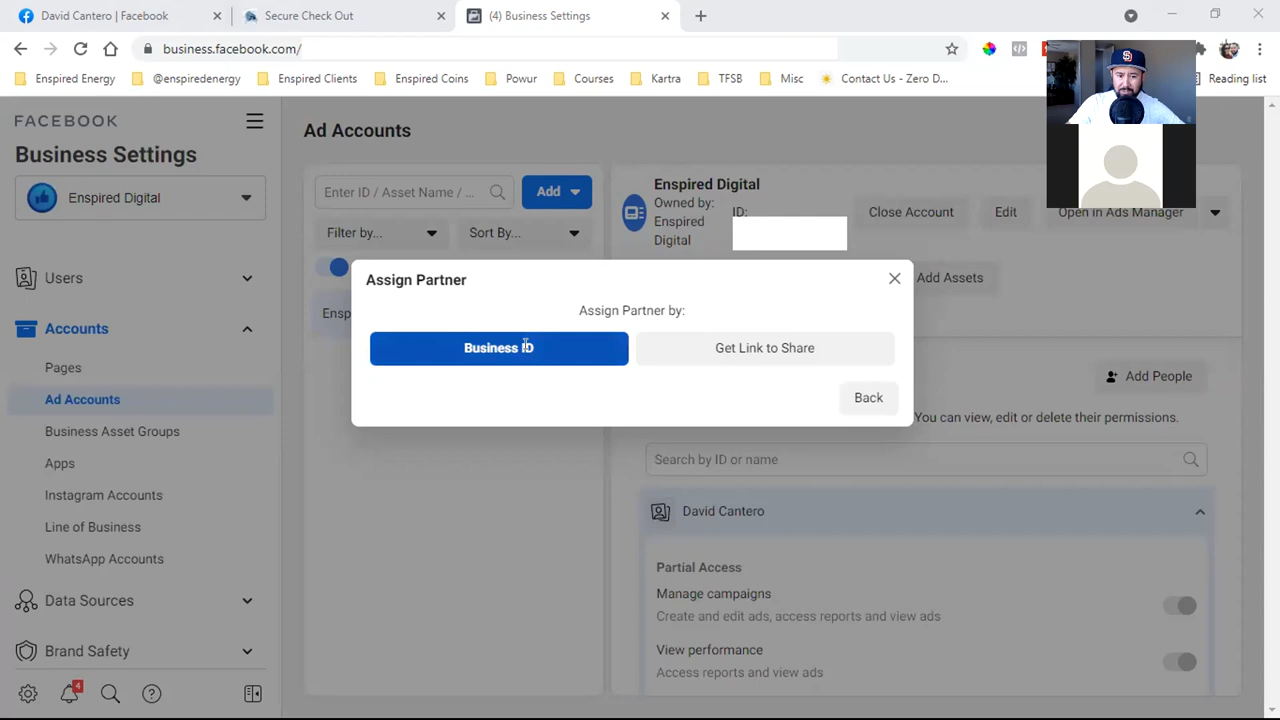 David Cantero | Facebook
Secure Check Out
(4) Business Settings
business.facebook.com/
Enspired Energy
@enspiredenergy
Enspired Clients
Enspired Coins
Powur
Courses
Kartra
TFSB
Misc
Contact Us - Zero D...
Reading list
FACEBOOK
Business Settings
Enspired Digital
Users
Accounts
Pages
Ad Accounts
Business Asset Groups
Apps
Instagram Accounts
Line of Business
WhatsApp Accounts
Data Sources
Brand Safety
4
Ad Accounts
Enter ID / Asset Name / ...
Add
Filter by...
Sort By...
Ensp
Enspired Digital
Owned by:
Enspired
Digital
ID:
Close Account
Edit
Open in Ads Manager
Add Assets
Assign Partner
Assign Partner by:
Business ID
Get Link to Share
Back
Add People
You can view, edit or delete their permissions.
Search by ID or name
David Cantero
Partial Access
Manage campaigns
Create and edit ads, access reports and view ads
View performance
Access reports and view ads